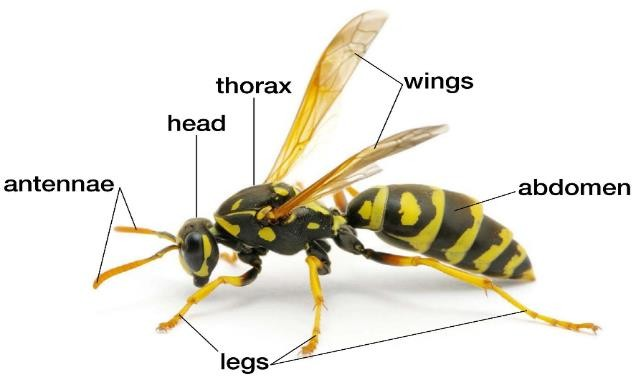 wings
thorax
head
antennae
abdomen
legs